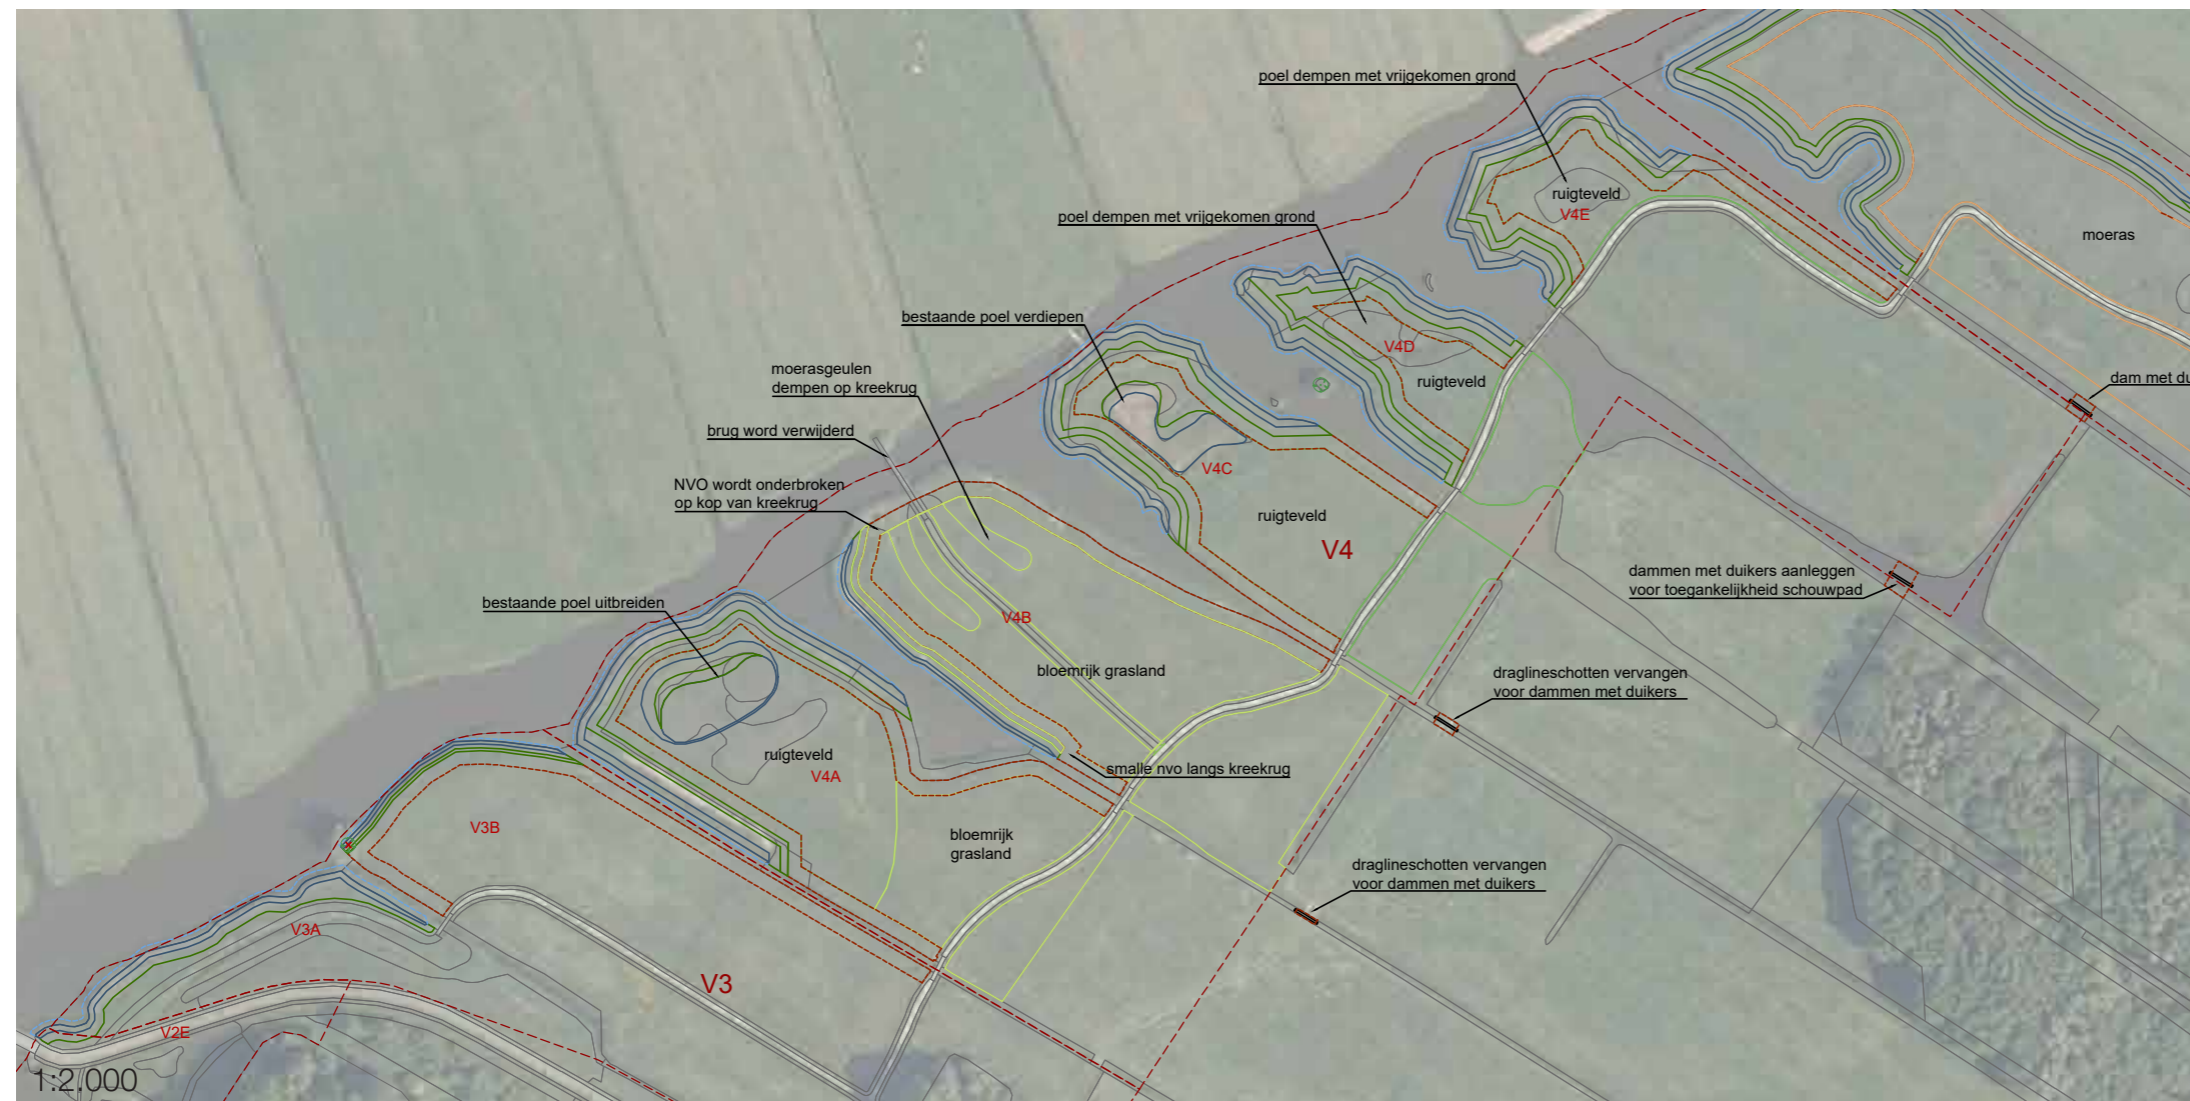 poel dempen met vrijgekomen grond
ruigteveld
V4E
poel dempen met vrijgekomen grond
moeras
bestaande poel verdiepen
V4D
ruigteveld
moerasgeulen
dempen op kreekrug
dam met du
brug word verwijderd
V4C
NVO wordt onderbroken
op kop van kreekrug
ruigteveld
V4
dammen met duikers aanleggen
voor toegankelijkheid schouwpad
bestaande poel uitbreiden
V4B
bloemrijk grasland
draglineschotten vervangen
voor dammen met duikers
ruigteveld
V4A
smalle nvo langs kreekrug
V3B
bloemrijk
grasland
draglineschotten vervangen
voor dammen met duikers
V3A
V3
V2E
1:2.000